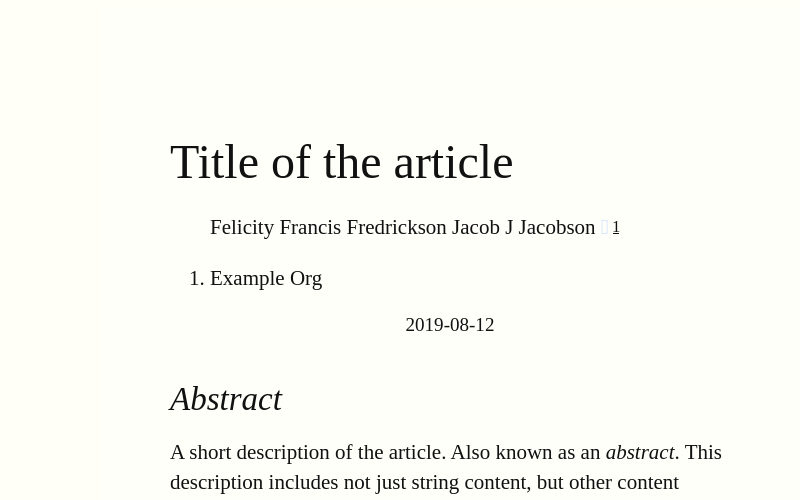 Title of the article
Felicity Francis Fredrickson Jacob J Jacobson 1
1. Example Org
2019-08-12
Abstract
A short description of the article. Also known as an abstract. This
description includes not just string content, but other content